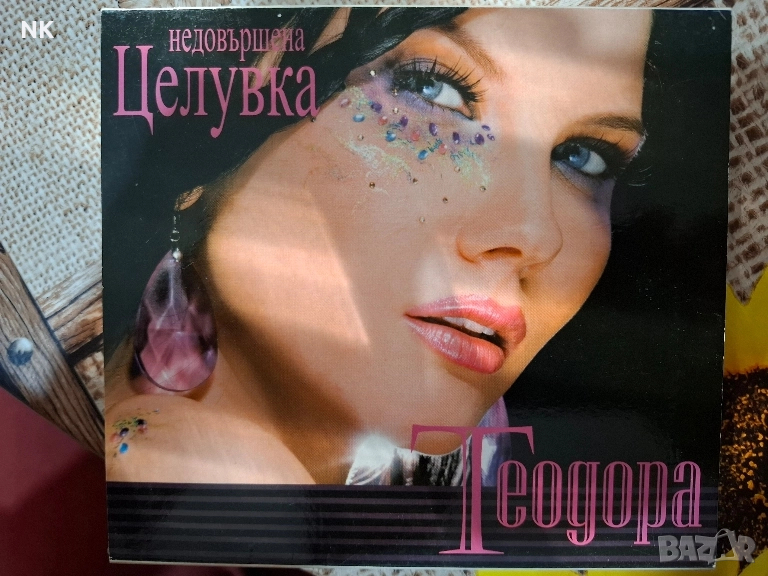 NK
недовършена
Целувка
Теодора
BAZAR